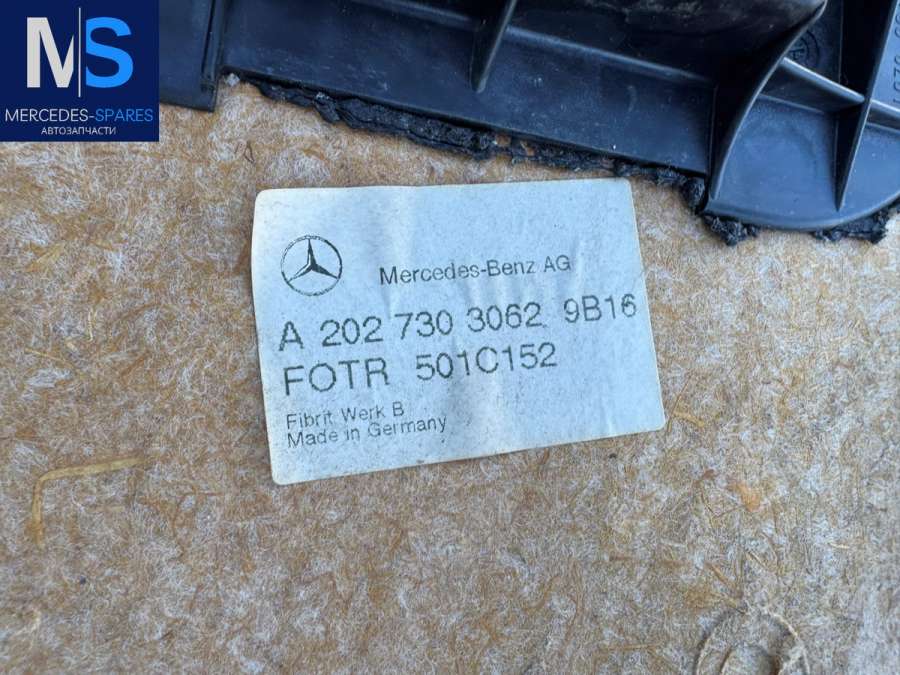 MS
MERCEDES-SPARES
АВТОЗАПЧАСТИ
Mercedes-Benz AG
A 202 730 3062 9B16
FOTR 501C152
Fibrit Werk B
Made in Germany